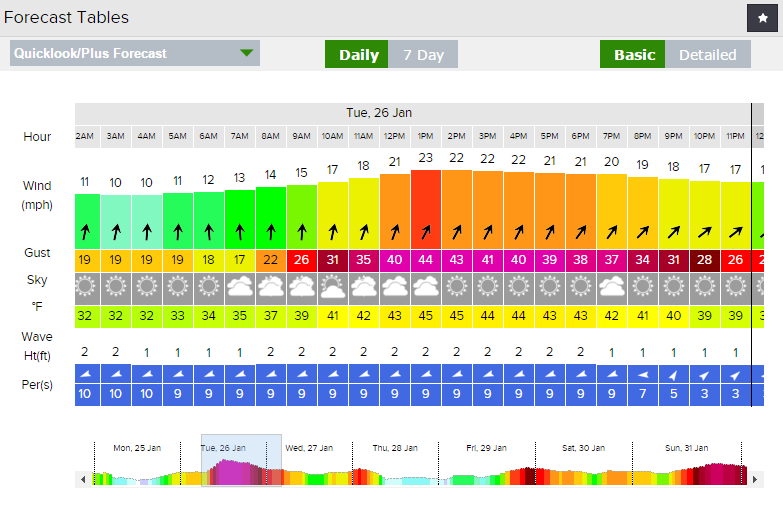 Forecast Tables
Quicklook/Plus Forecast Daily 7 Day Basic Detailed
Tue, 26 Jan
Hour 2AM 3AM 4AM 5AM 6AM 7AM 8AM 9AM 10AM 11AM 12PM 1PM 2PM 3PM 4PM 5PM 6PM 7PM 8PM 9PM 10PM 11PM 12
Wind (mph) 11 10 10 11 12 13 14 15 17 18 21 23 22 22 22 21 21 20 19 18 17 17 1
Gust 19 19 19 19 18 17 22 26 31 35 40 44 43 41 40 39 38 37 34 31 28 26 2
Sky
°F 32 32 32 33 34 35 37 39 41 42 43 45 45 44 44 43 43 42 41 40 39 39 3
Wave
Ht(ft) 2 2 1 1 1 1 2 2 2 2 2 2 2 2 2 2 2 1 1 1 1 1
Per(s) 10 10 10 9 9 9 9 9 9 9 9 9 9 9 9 9 9 9 7 5 3 3
Mon, 25 Jan Tue, 26 Jan Wed, 27 Jan Thu, 28 Jan Fri, 29 Jan Sat, 30 Jan Sun, 31 Jan